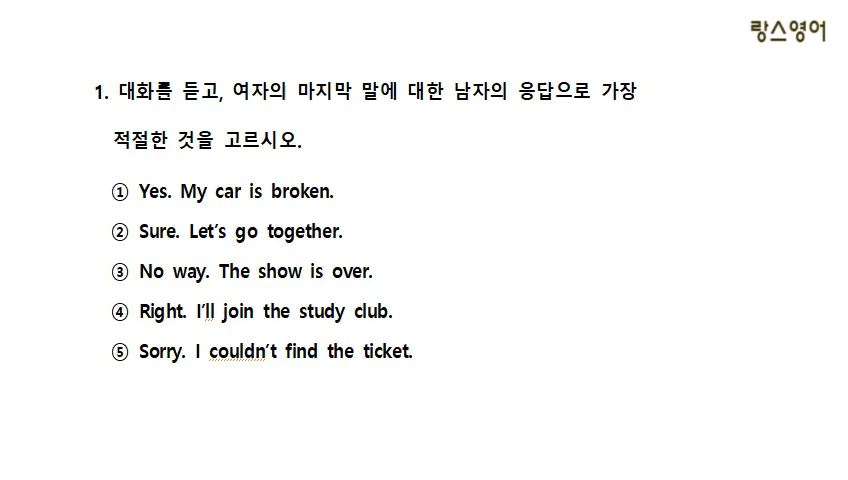 랑스영어
1. 대화를 듣고, 여자의 마지막 말에 대한 남자의 응답으로 가장
적절한 것을 고르시오.
① Yes. My car is broken.
② Sure. Let's go together.
③ No way. The show is over.
④ Right. I'll join the study club.
⑤ Sorry. I couldn't find the ticket.